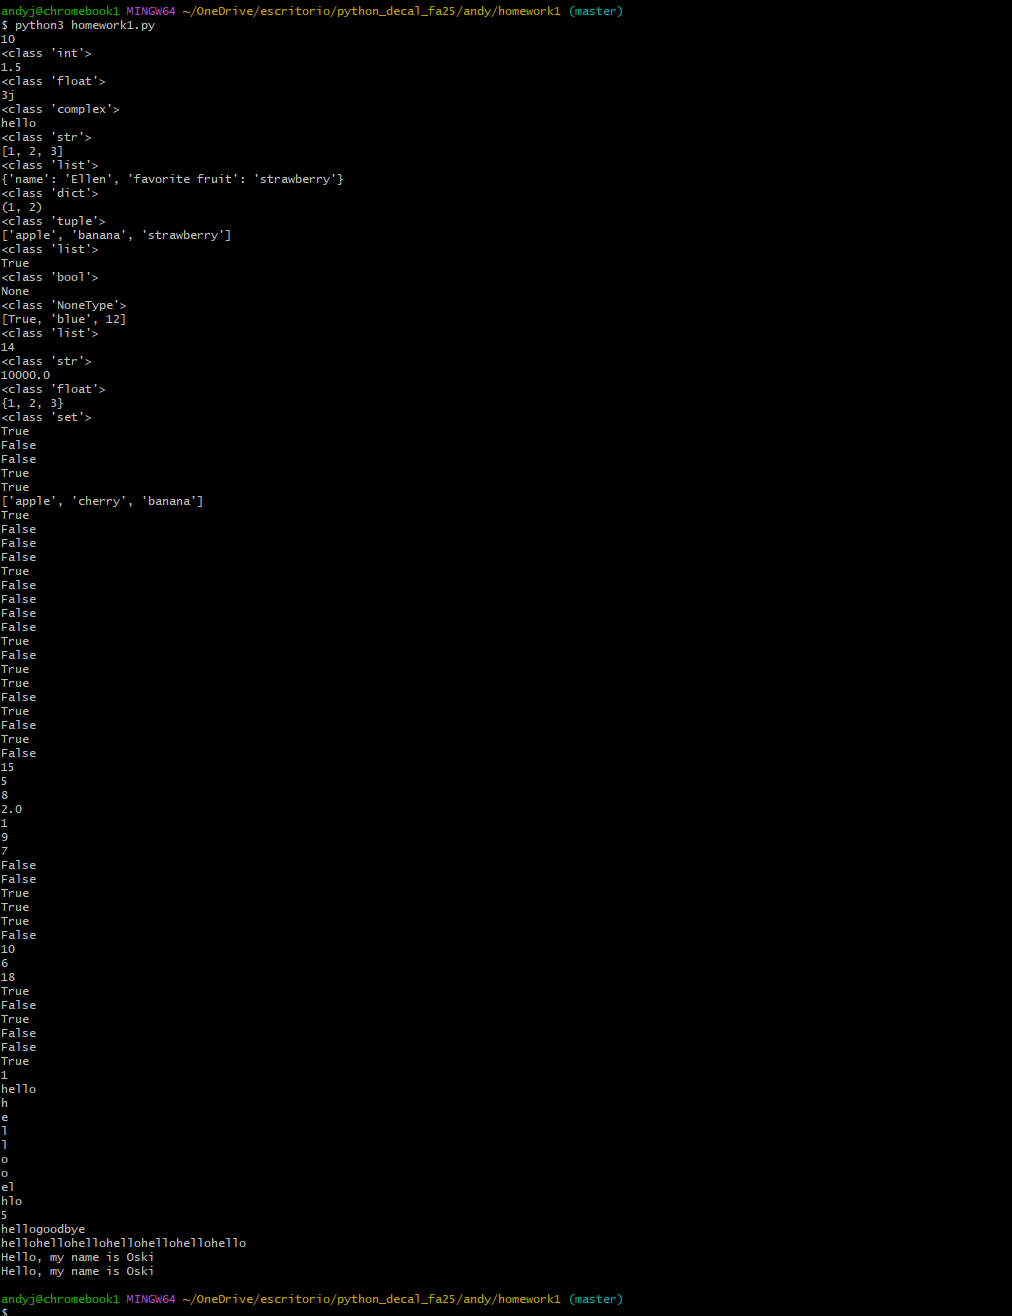 andyj@chromebook1 MINGW64 ~/OneDrive/escritorio/python_decal_fa25/andy/homework1 (master)
$ python3 homework1.py
10
<class 'int'>
1.5
<class 'float'>
3j
<class 'complex'>
hello
<class 'str'>
[1, 2, 3]
<class 'list'>
{'name': 'Ellen', 'favorite fruit': 'strawberry'}
<class 'dict'>
(1, 2)
<class 'tuple'>
['apple', 'banana', 'strawberry']
<class 'list'>
True
<class 'bool'>
None
<class 'NoneType'>
[True, 'blue', 12]
<class 'list'>
14
<class 'str'>
10000.0
<class 'float'>
{1, 2, 3}
<class 'set'>
True
False
False
True
True
['apple', 'cherry', 'banana']
True
False
False
False
True
False
False
False
False
True
False
True
True
False
True
False
True
False
15
5
8
2.0
1
9
7
False
False
True
True
True
False
10
6
18
True
False
True
False
False
True
1
hello
h
e
l
l
o
o
el
hlo
5
hellogoodbye
hellohellohellohellohellohellohello
Hello, my name is Oski
Hello, my name is Oski
andyj@chromebook1 MINGW64 ~/OneDrive/escritorio/python_decal_fa25/andy/homework1 (master)
$